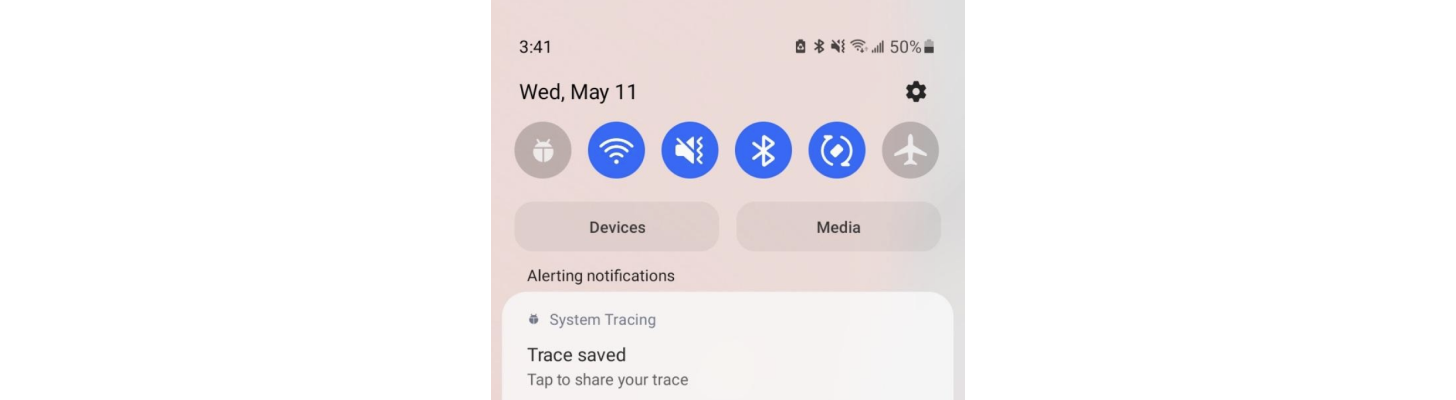 3:41 50%
Wed, May 11
Devices Media
Alerting notifications
System Tracing
Trace saved
Tap to share your trace